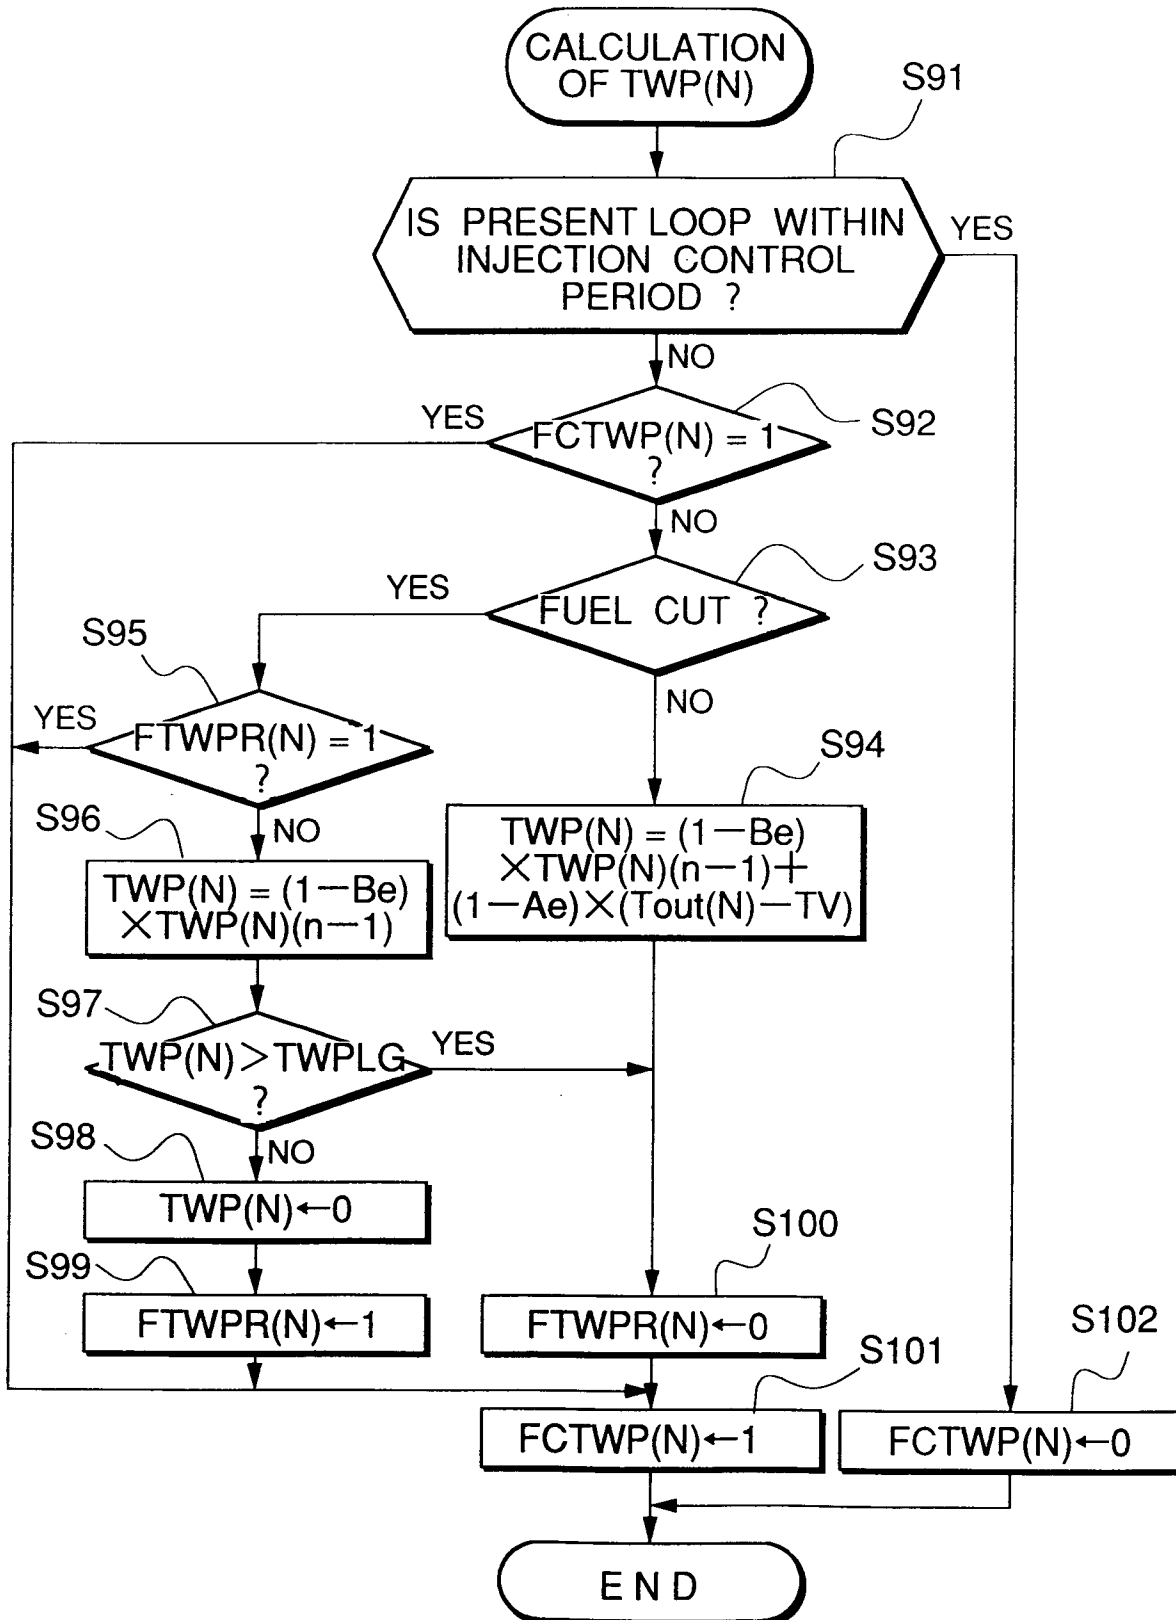 CALCULATION
OF TWP(N)
S91
IS PRESENT LOOP WITHIN
INJECTION CONTROL
PERIOD ?
YES
NO
S92
YES
FCTWP(N) = 1
?
NO
S93
YES
FUEL CUT ?
NO
S95
YES
FTWPR(N) = 1
?
NO
S94
TWP(N) = (1−Be)
×TWP(N)(n−1)+
(1−Ae)×(Tout(N)−TV)
S96
TWP(N) = (1−Be)
×TWP(N)(n−1)
S97
TWP(N)>TWPLG
?
YES
NO
S98
TWP(N)←0
S99
FTWPR(N)←1
S100
FTWPR(N)←0
S101
FCTWP(N)←1
S102
FCTWP(N)←0
END